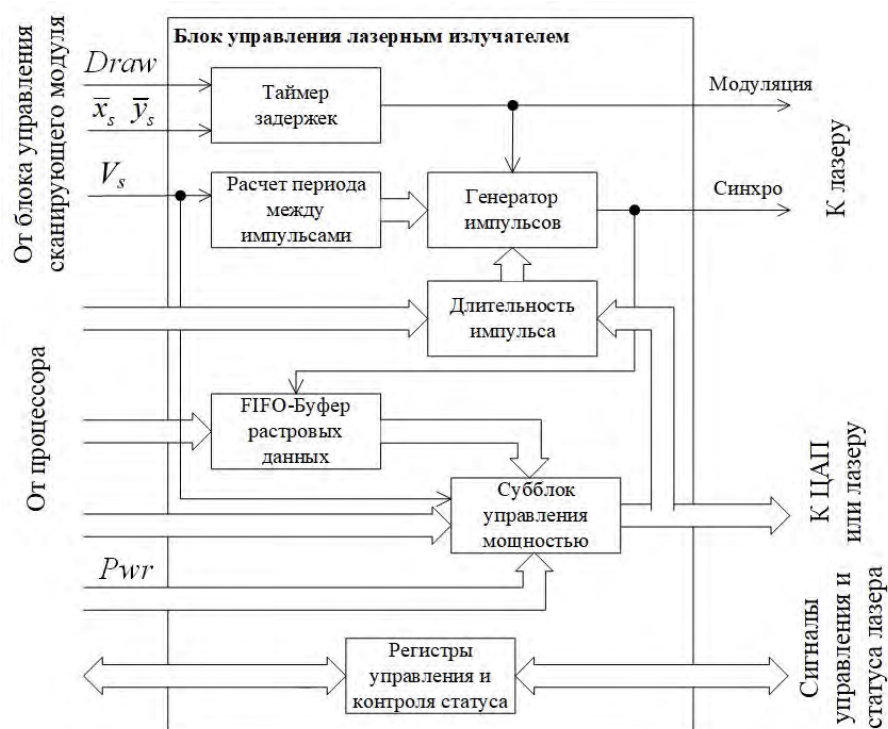 Блок управления лазерным излучателем
От блока управления
сканирующего модуля
Draw
x̅ₛ y̅ₛ
Vₛ
Таймер
задержек
Модуляция
Расчет периода
между
импульсами
Генератор
импульсов
Синхро
К лазеру
Длительность
импульса
От процессора
FIFO-Буфер
растровых
данных
Субблок
управления
мощностью
К ЦАП
или лазеру
Pwr
Регистры
управления и
контроля статуса
Сигналы
управления и
статуса лазера